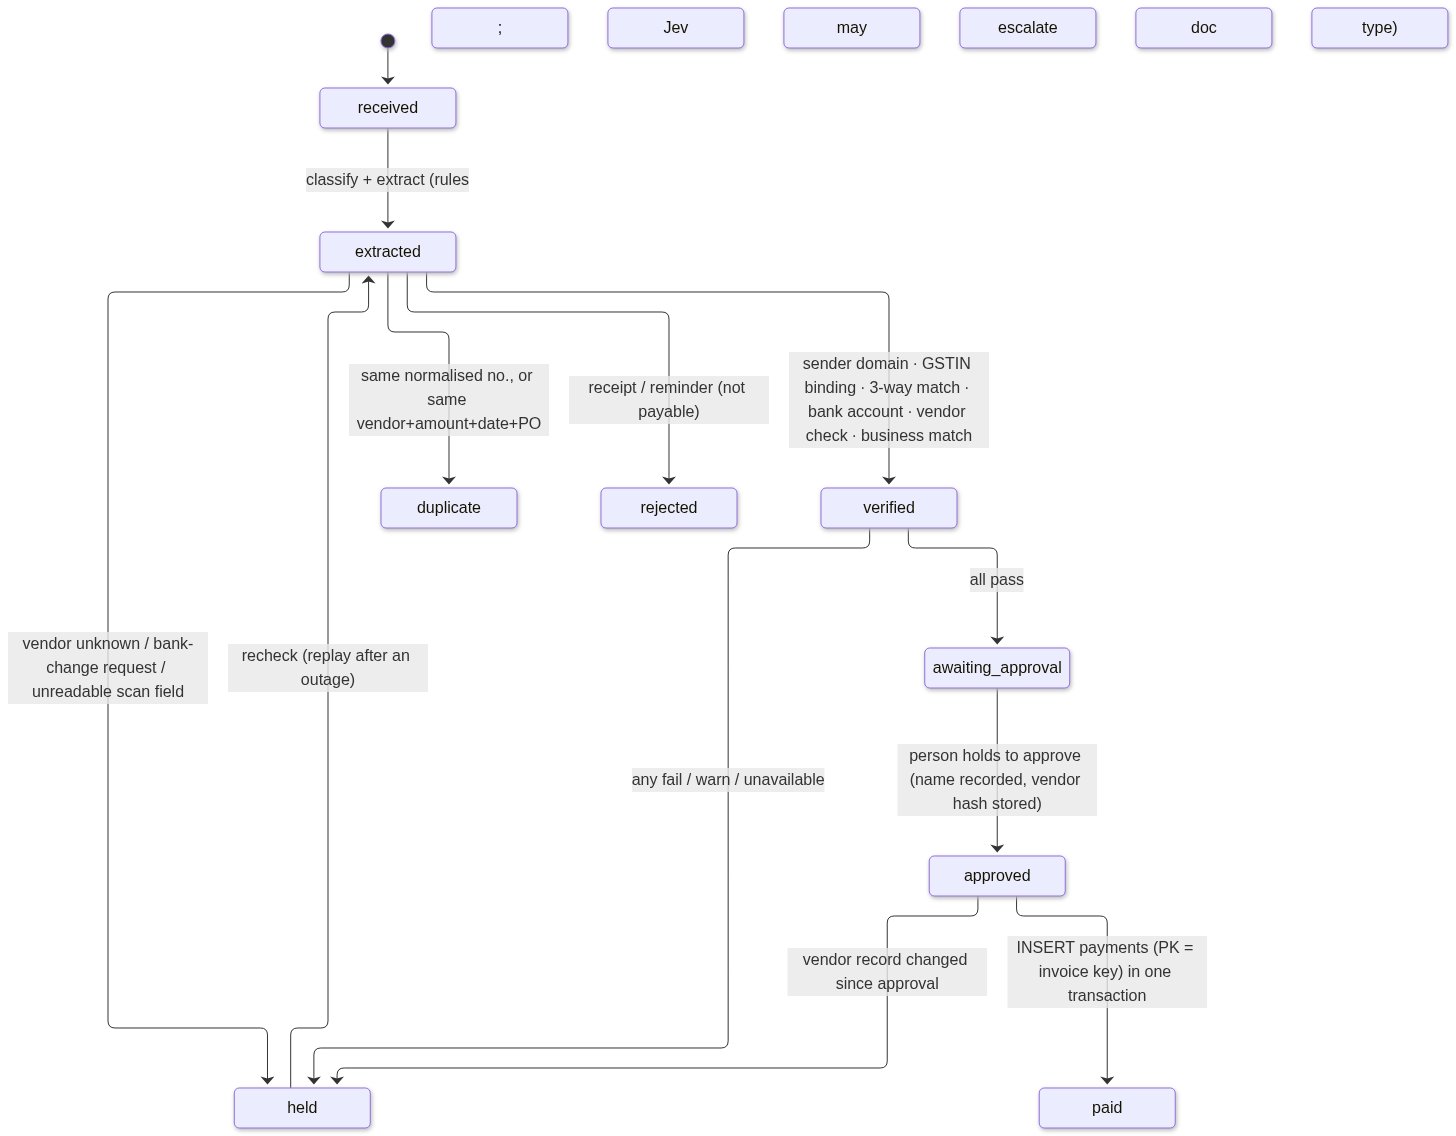 ;
Jev
may
escalate
doc
type)
received
classify + extract (rules
extracted
same normalised no., or
same
vendor+amount+date+PO
receipt / reminder (not
payable)
sender domain · GSTIN
binding · 3-way match ·
bank account · vendor
check · business match
duplicate
rejected
verified
all pass
vendor unknown / bank-
change request /
unreadable scan field
recheck (replay after an
outage)
awaiting_approval
any fail / warn / unavailable
person holds to approve
(name recorded, vendor
hash stored)
approved
vendor record changed
since approval
INSERT payments (PK =
invoice key) in one
transaction
held
paid